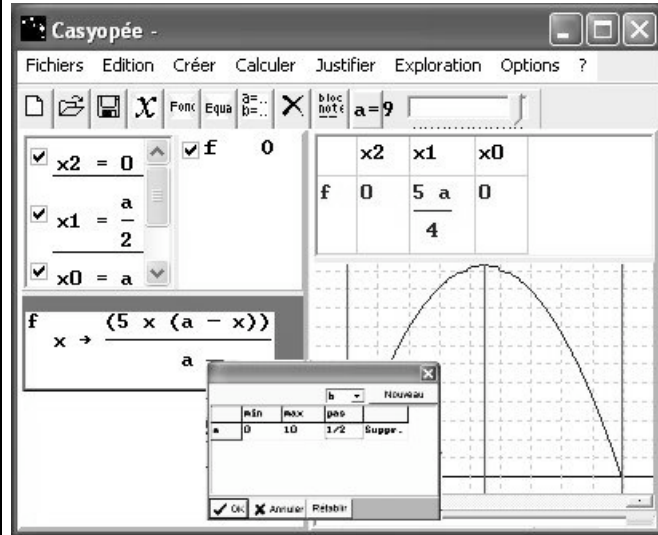 Casyopée -
Fichiers Edition Créer Calculer Justifier Exploration Options ?
x Fonc Equa a=.. b=.. bloc note a=9
x2 = 0
x1 = a/2
x0 = a
f 0
x2 x1 x0
f 0 5 a/4 0
f x → (5 x (a - x))
a
b Nouveau
min max pas
a 0 10 1/2 Suppr.
OK Annuler Rétablir